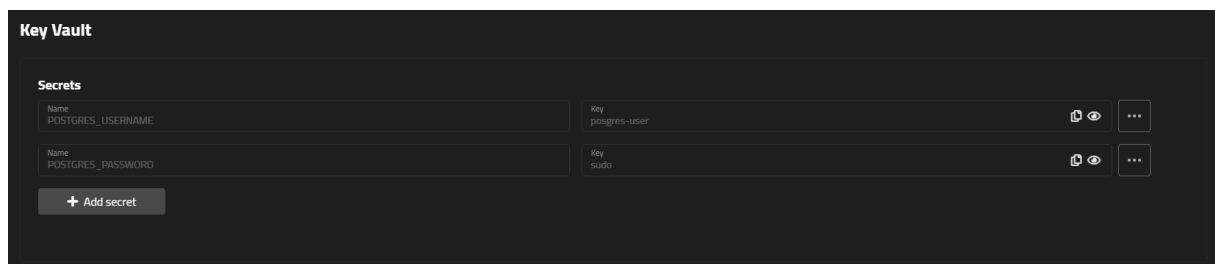 Key Vault
Secrets
Name
POSTGRES_USERNAME
Key
posgres-user
Name
POSTGRES_PASSWORD
Key
sudo
Add secret